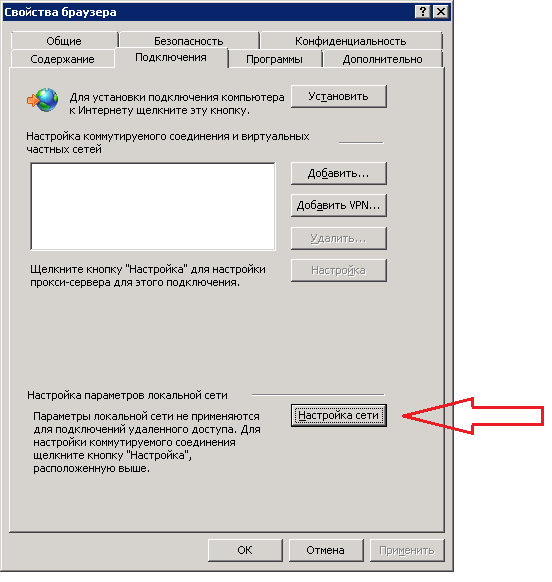 Свойства браузера
Общие
Безопасность
Конфиденциальность
Содержание
Подключения
Программы
Дополнительно
Для установки подключения компьютера
к Интернету щелкните эту кнопку.
Установить
Настройка коммутируемого соединения и виртуальных
частных сетей
Добавить...
Добавить VPN...
Удалить...
Щелкните кнопку "Настройка" для настройки
прокси-сервера для этого подключения.
Настройка
Настройка параметров локальной сети
Параметры локальной сети не применяются
для подключений удаленного доступа. Для
настройки коммутируемого соединения
щелкните кнопку "Настройка",
расположенную выше.
Настройка сети
OK
Отмена
Применить